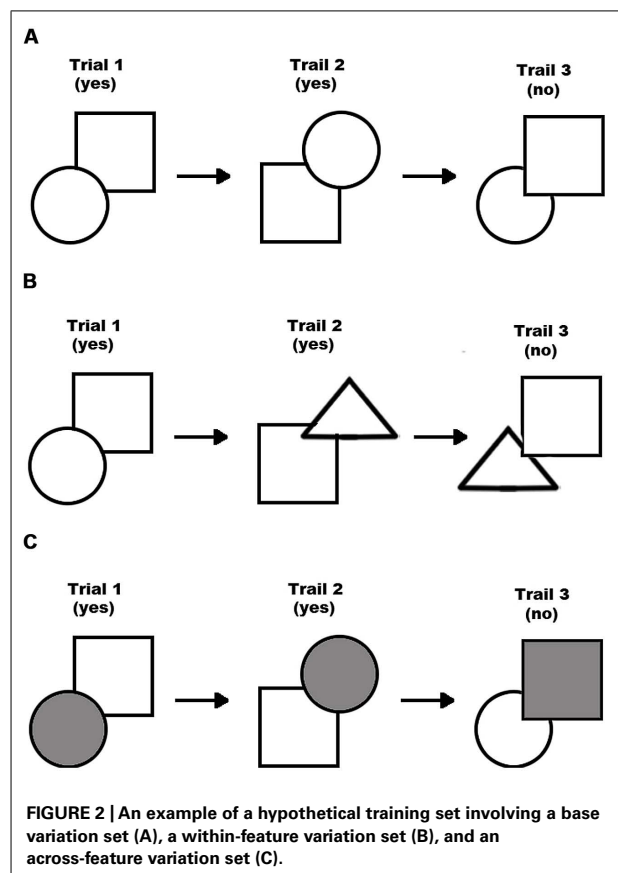 A
Trial 1 Trail 2 Trail 3
(yes) (yes) (no)
B
Trial 1 Trail 2 Trail 3
(yes) (yes) (no)
C
Trial 1 Trail 2 Trail 3
(yes) (yes) (no)
FIGURE 2 | An example of a hypothetical training set involving a base
variation set (A), a within-feature variation set (B), and an
across-feature variation set (C).